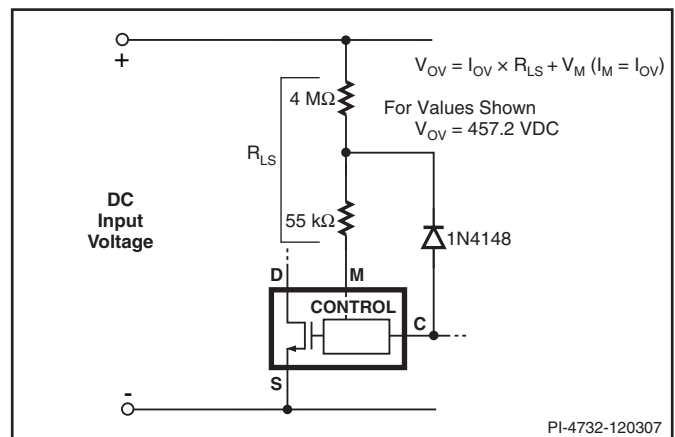 +
V_OV = I_OV × R_LS + V_M (I_M = I_OV)
4 MΩ
For Values Shown
V_OV = 457.2 VDC
R_LS
DC
Input
Voltage
55 kΩ
1N4148
D
M
CONTROL
C
S
-
PI-4732-120307